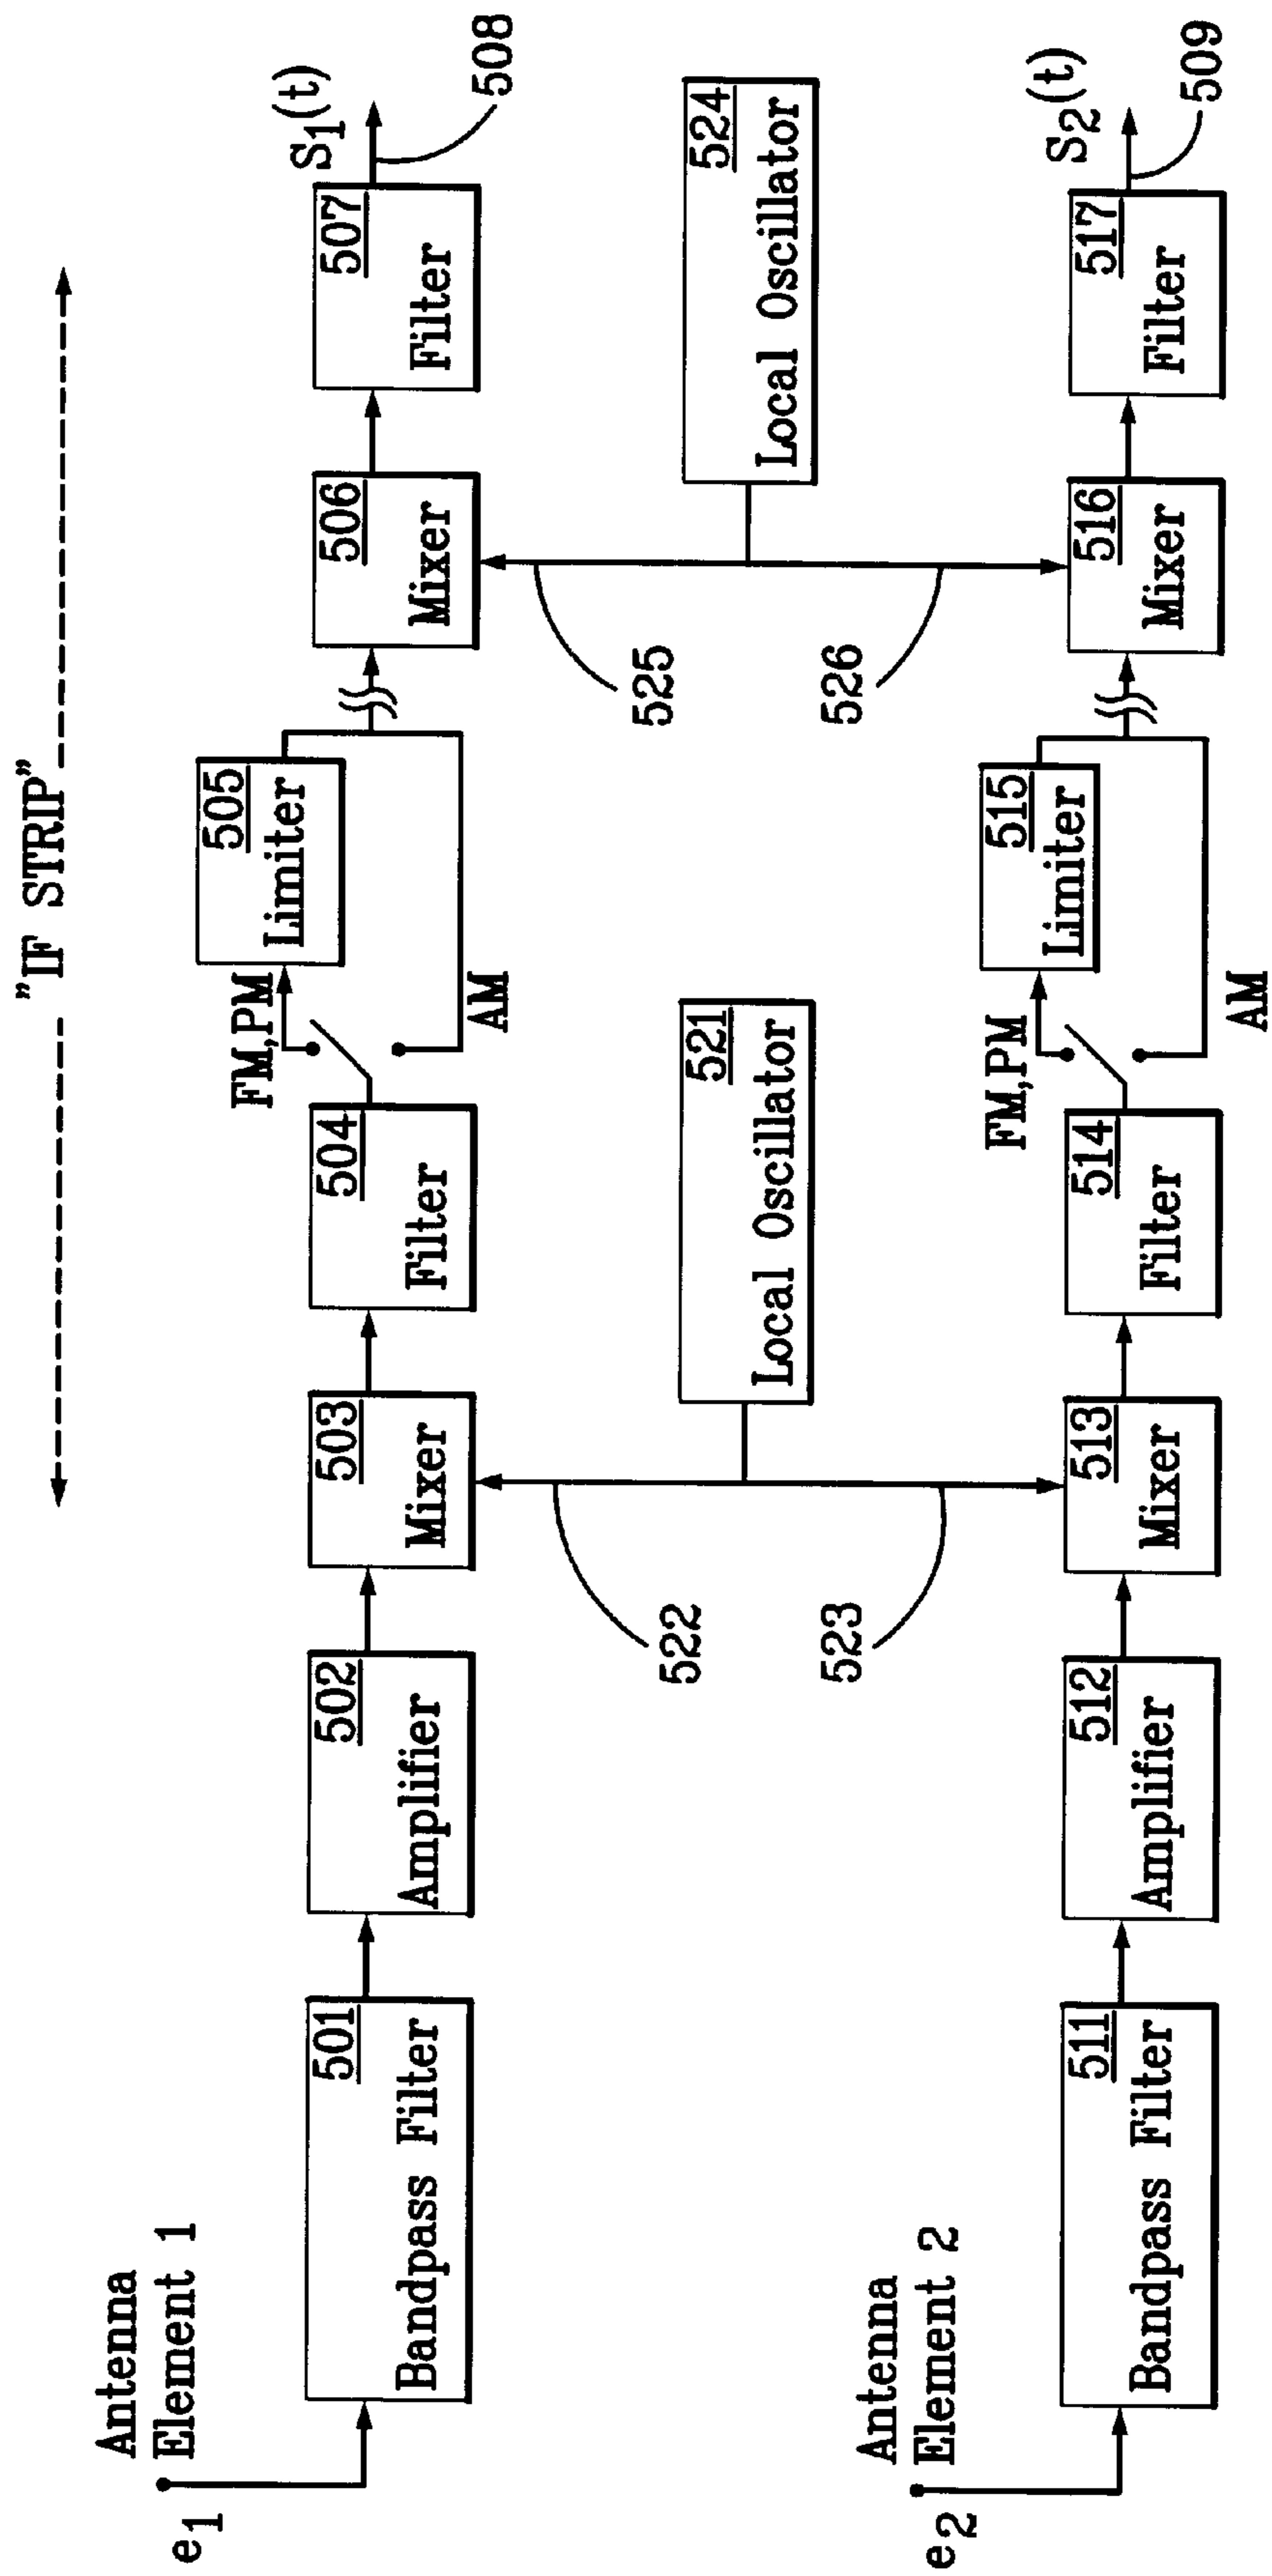 "IF STRIP"
Antenna
Element 1
e1
501
Bandpass Filter
502
Amplifier
503
Mixer
504
Filter
FM,PM
AM
505
Limiter
506
Mixer
507
Filter
S1(t)
508
522
523
521
Local Oscillator
525
526
524
Local Oscillator
Antenna
Element 2
e2
511
Bandpass Filter
512
Amplifier
513
Mixer
514
Filter
FM,PM
AM
515
Limiter
516
Mixer
517
Filter
S2(t)
509